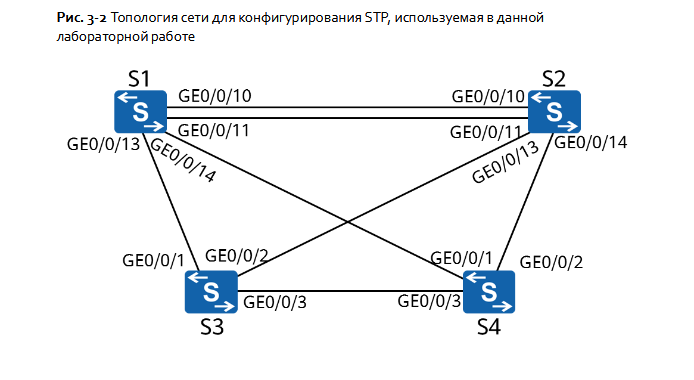 Рис. 3-2 Топология сети для конфигурирования STP, используемая в данной
лабораторной работе
S1
S2
GE0/0/10
GE0/0/10
S
S
GE0/0/11
GE0/0/11
GE0/0/13
GE0/0/14
GE0/0/13
GE0/0/14
GE0/0/1
GE0/0/2
GE0/0/1
GE0/0/2
S
S
GE0/0/3
GE0/0/3
S3
S4